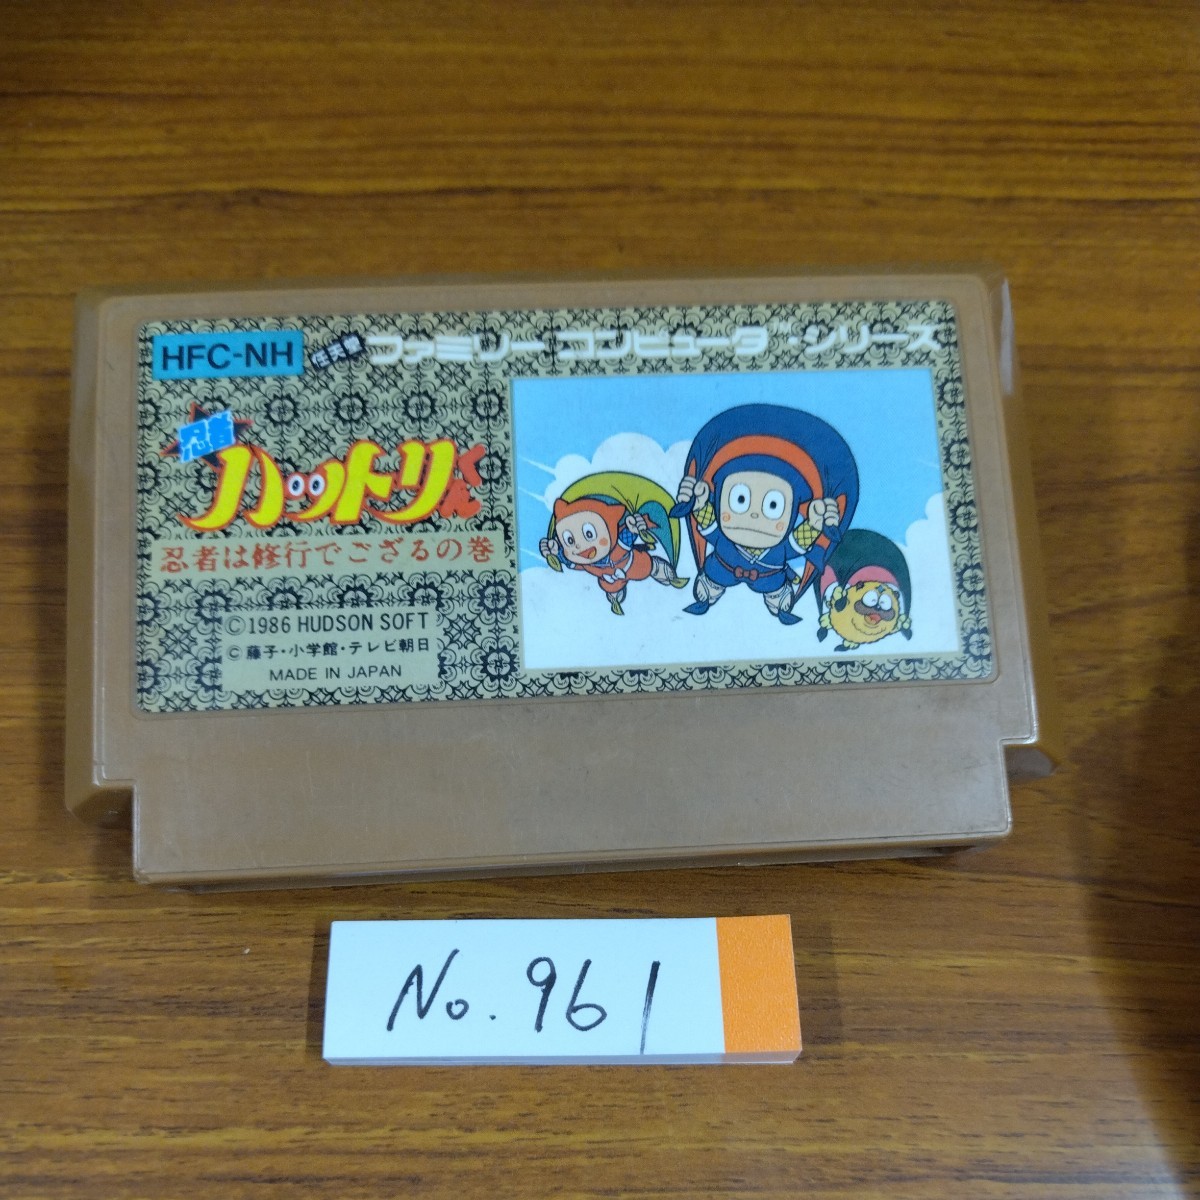 HFC-NH
ファミリーコンピュータ™・シリーズ
忍者
ハットリくん
忍者は修行でござるの巻
© 1986 HUDSON SOFT
© 藤子・小学館・テレビ朝日
MADE IN JAPAN
No. 961